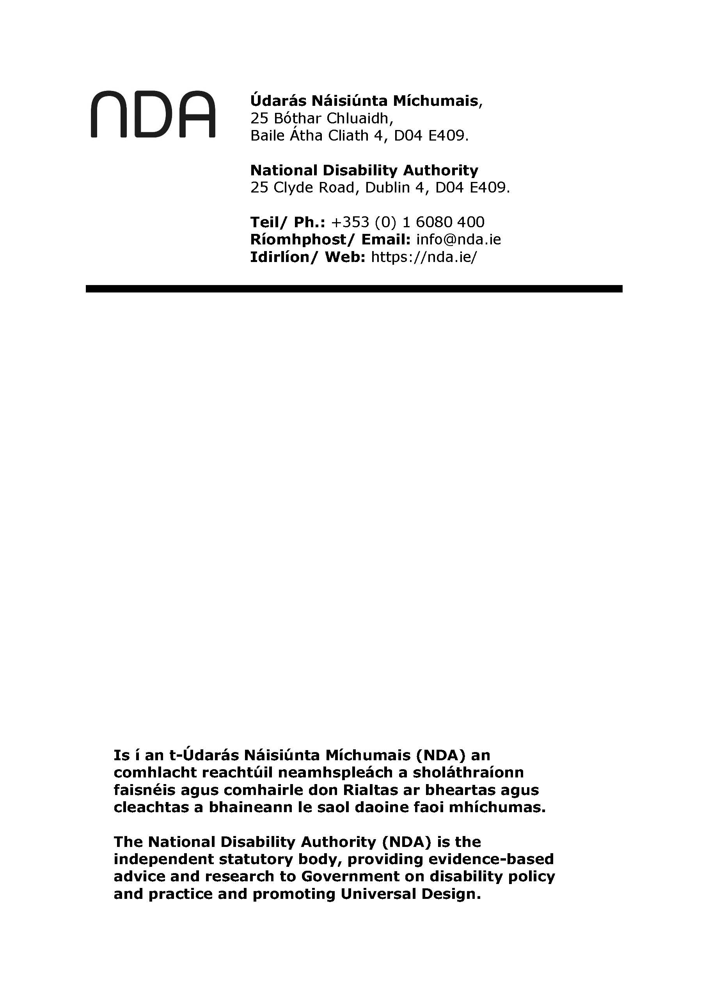 NDA
Údarás Náisiúnta Míchumais,
25 Bóthar Chluaidh,
Baile Átha Cliath 4, D04 E409.
National Disability Authority
25 Clyde Road, Dublin 4, D04 E409.
Teil/ Ph.: +353 (0) 1 6080 400
Ríomhphost/ Email: info@nda.ie
Idirlíon/ Web: https://nda.ie/
Is í an t-Údarás Náisiúnta Míchumais (NDA) an
comhlacht reachtúil neamhspleách a sholáthraíonn
faisnéis agus comhairle don Rialtas ar bheartas agus
cleachtas a bhaineann le saol daoine faoi mhíchumas.
The National Disability Authority (NDA) is the
independent statutory body, providing evidence-based
advice and research to Government on disability policy
and practice and promoting Universal Design.